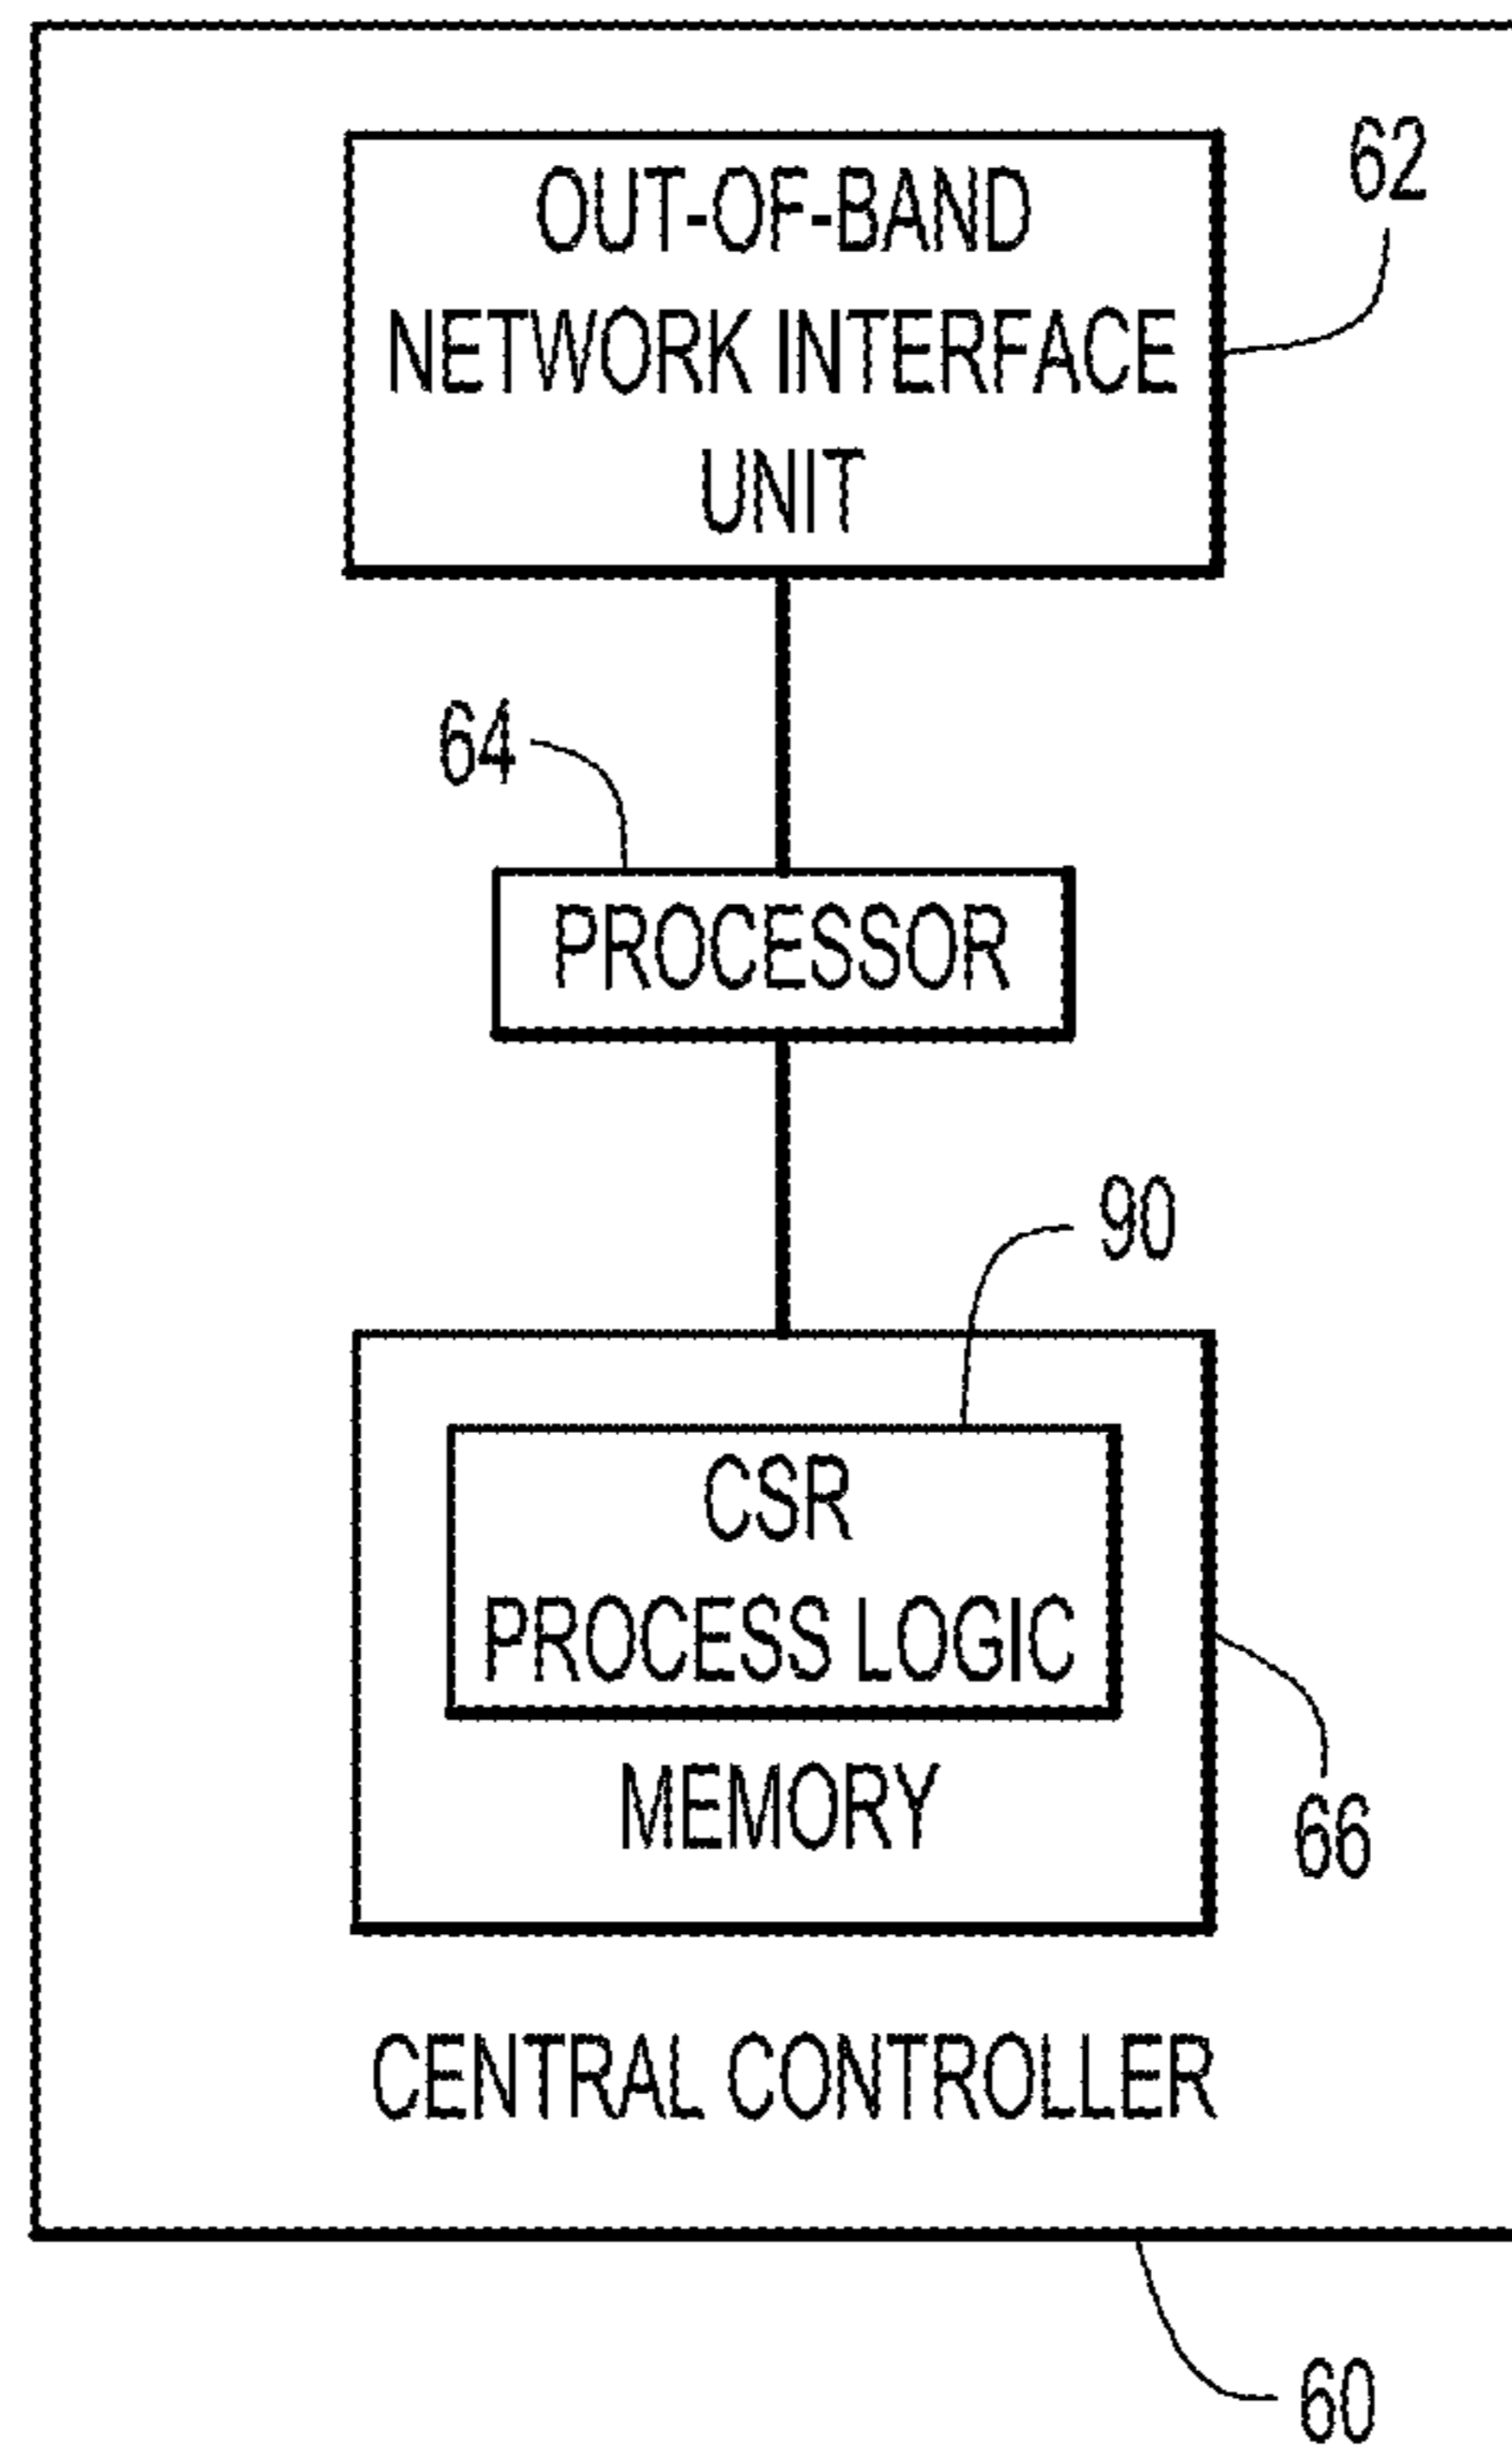 62
OUT-OF-BAND
NETWORK INTERFACE
UNIT
64
PROCESSOR
90
CSR
PROCESS LOGIC
MEMORY
66
CENTRAL CONTROLLER
60